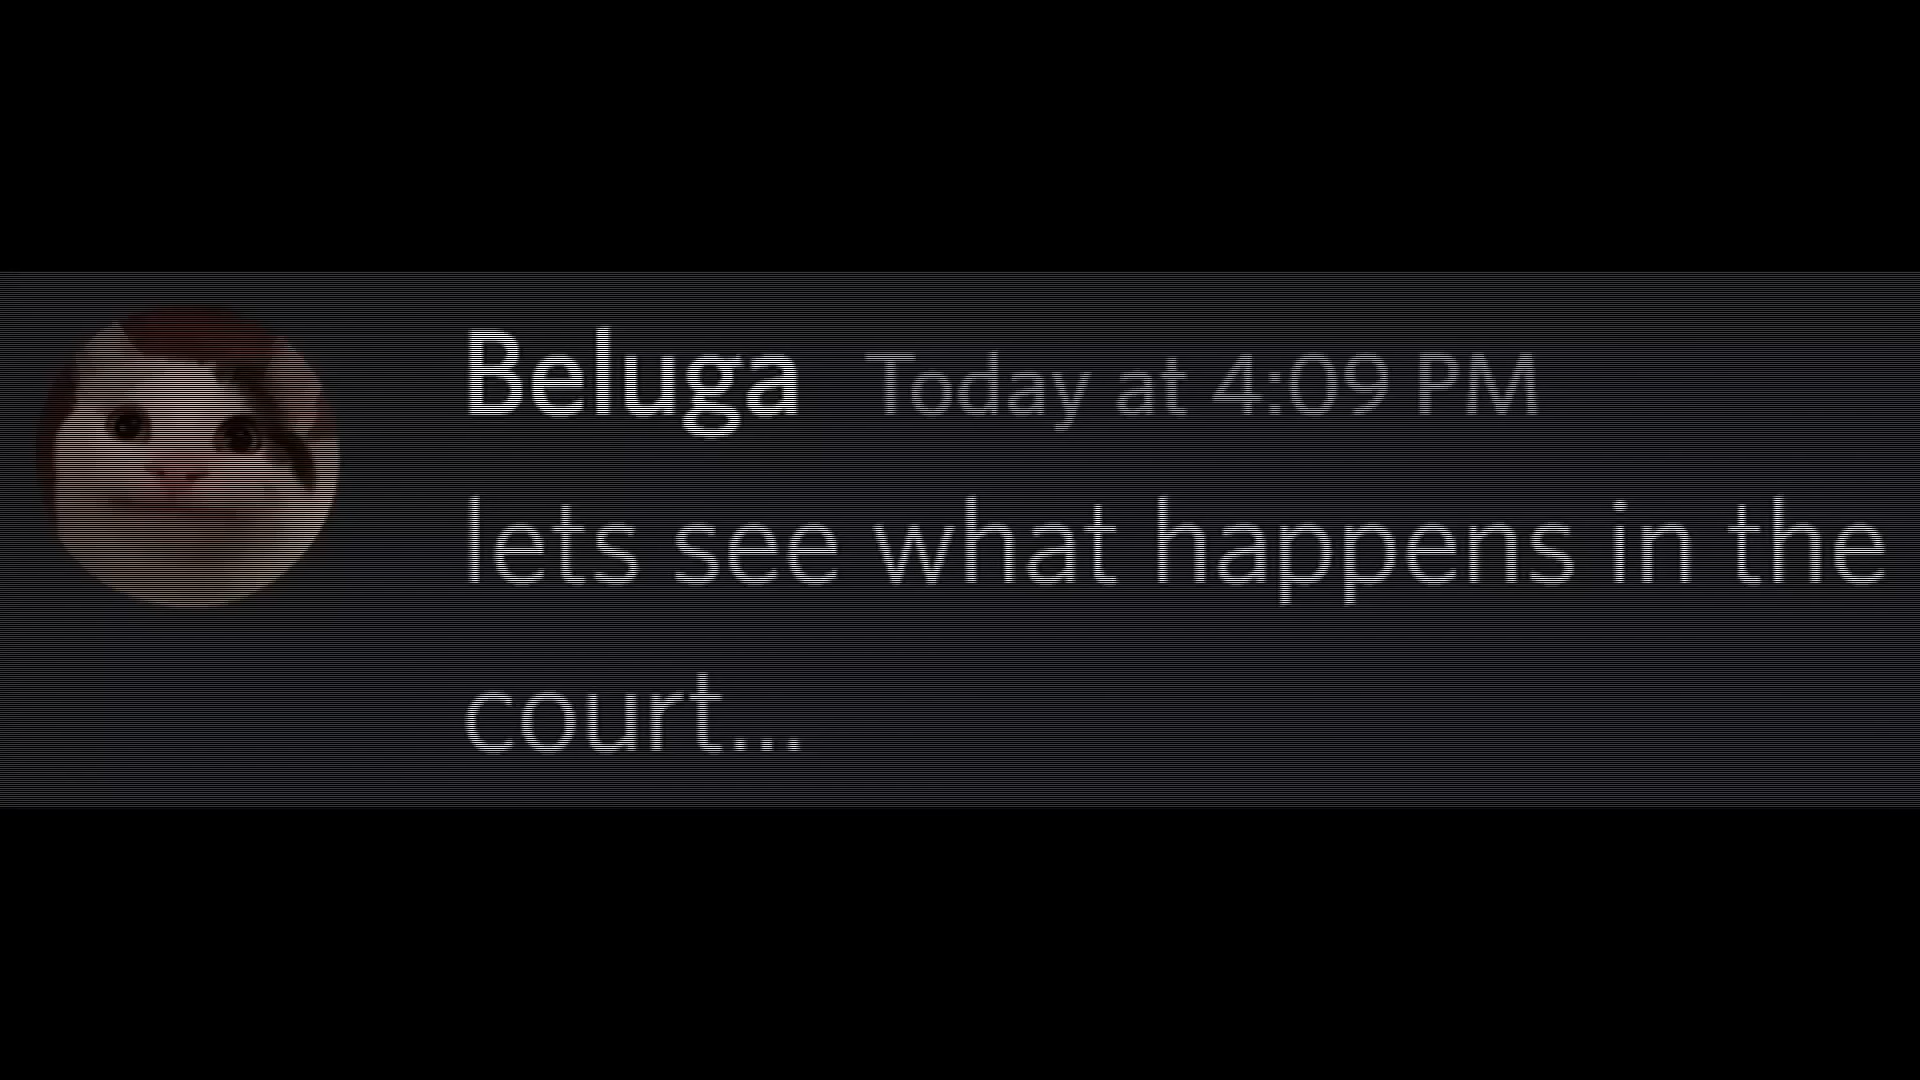 Beluga Today at 4:09 PM
lets see what happens in the
court...